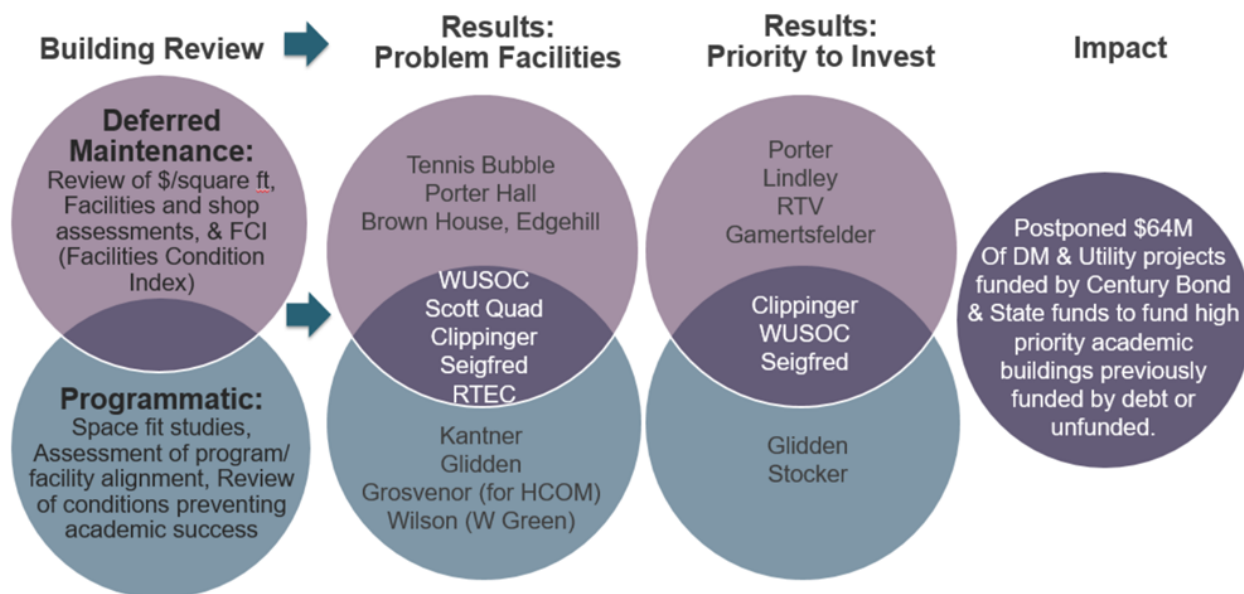 Building Review
Results:
Problem Facilities
Results:
Priority to Invest
Impact
Deferred
Maintenance:
Review of $/square ft,
Facilities and shop
assessments, & FCI
(Facilities Condition
Index)
Programmatic:
Space fit studies,
Assessment of program/
facility alignment, Review
of conditions preventing
academic success
Tennis Bubble
Porter Hall
Brown House, Edgehill
WUSOC
Scott Quad
Clippinger
Seigfred
RTEC
Kantner
Glidden
Grosvenor (for HCOM)
Wilson (W Green)
Porter
Lindley
RTV
Gamertsfelder
Clippinger
WUSOC
Seigfred
Glidden
Stocker
Postponed $64M
Of DM & Utility projects
funded by Century Bond
& State funds to fund high
priority academic
buildings previously
funded by debt or
unfunded.